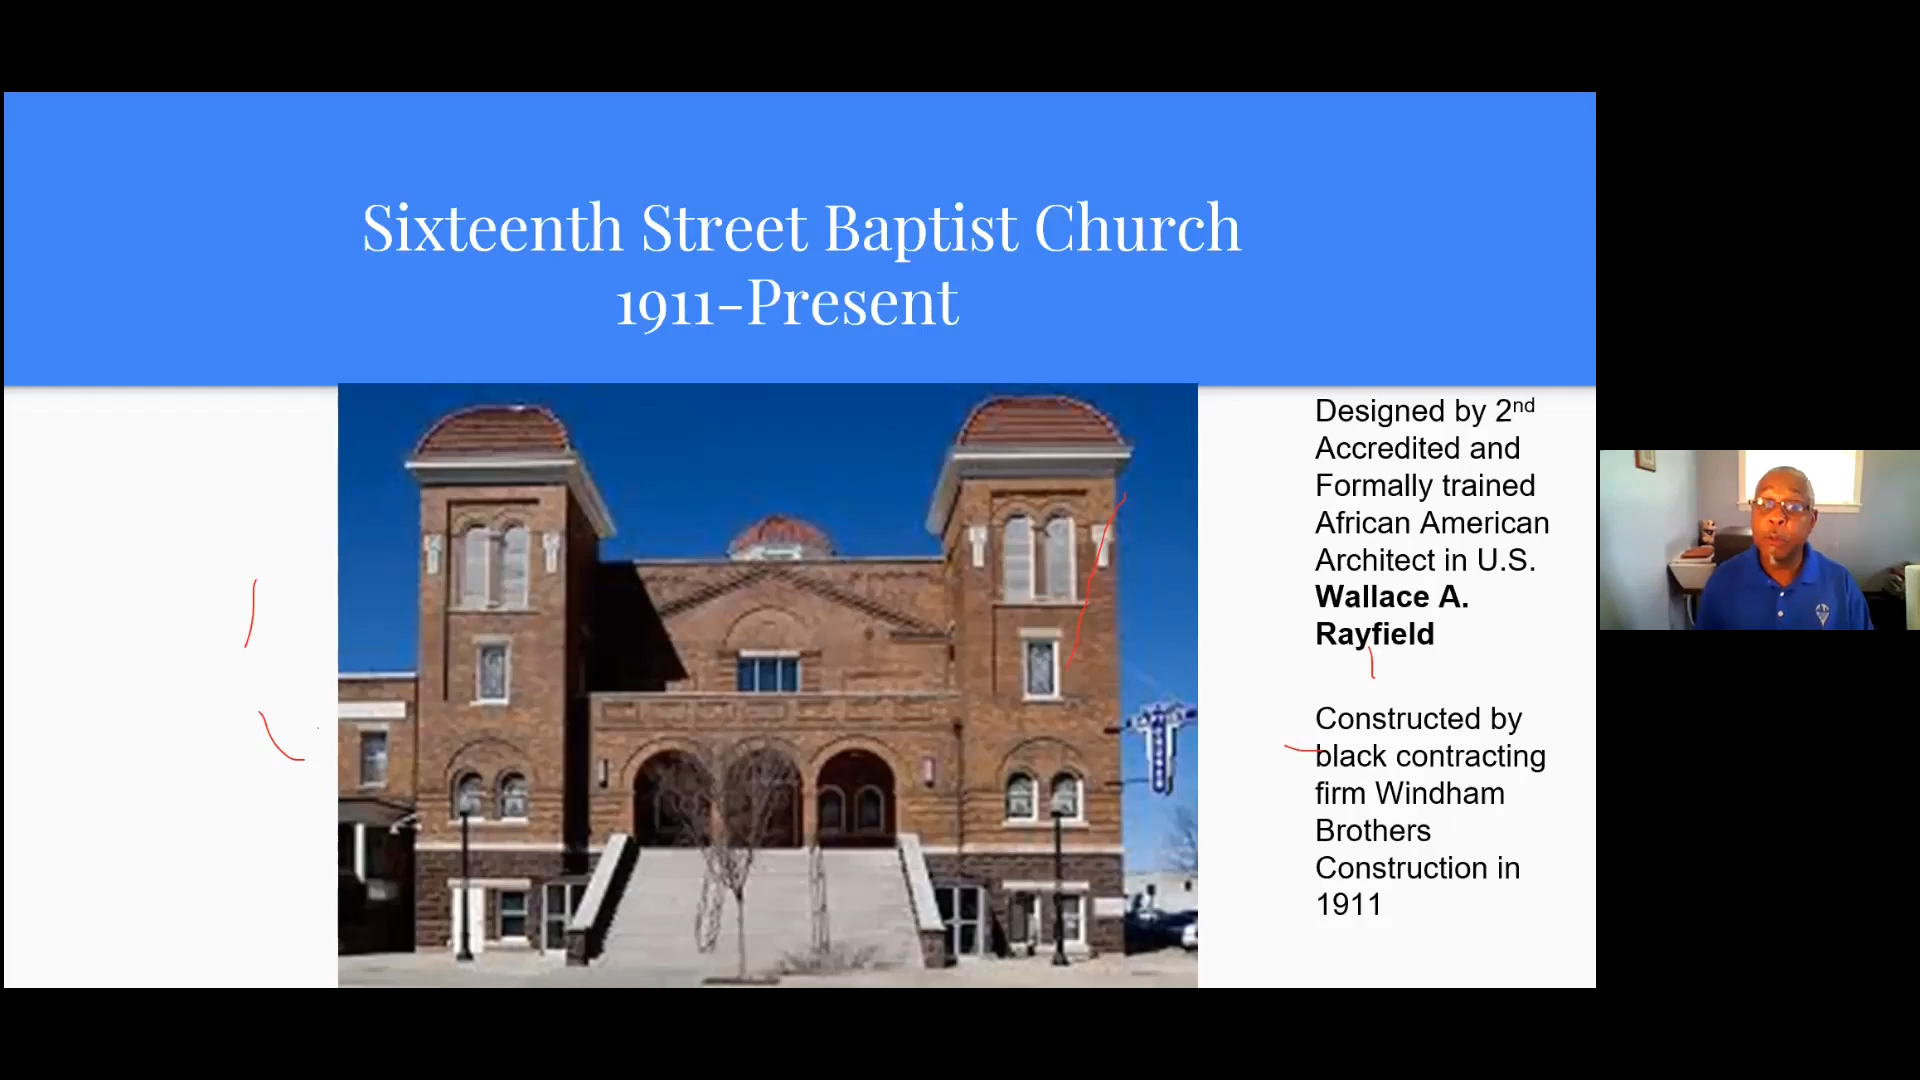 Sixteenth Street Baptist Church
1911-Present
Designed by 2nd
Accredited and
Formally trained
African American
Architect in U.S.
Wallace A.
Rayfield
Constructed by
black contracting
firm Windham
Brothers
Construction in
1911